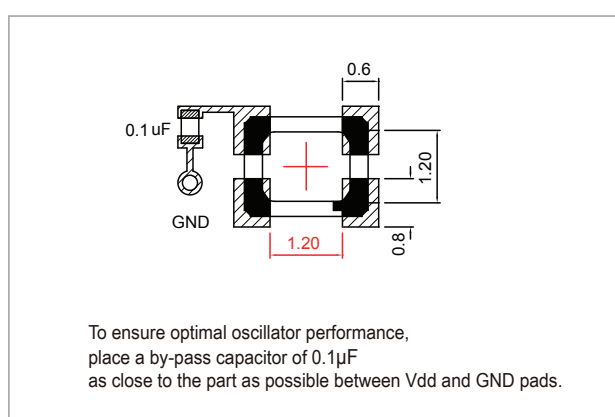 0.6
0.1 uF
1.20
GND
1.20
0.8
To ensure optimal oscillator performance,
place a by-pass capacitor of 0.1µF
as close to the part as possible between Vdd and GND pads.